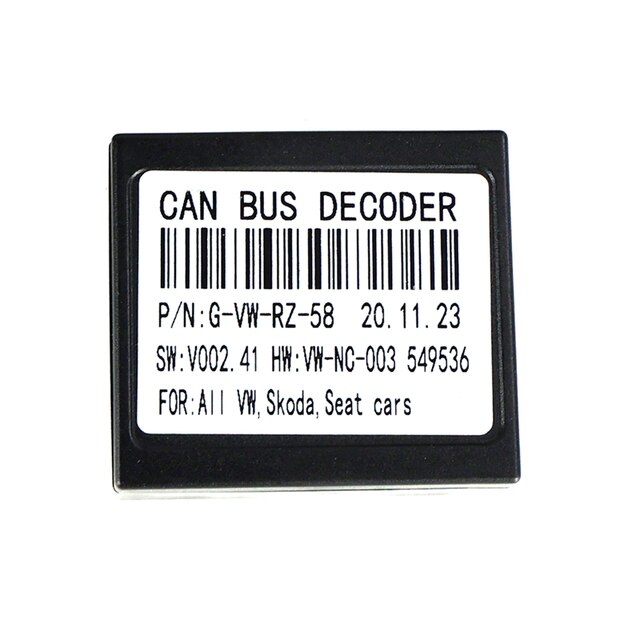 CAN BUS DECODER
P/N:G-VW-RZ-58 20.11.23
SW:V002.41 HW:VW-NC-003 549536
FOR:All VW,Skoda,Seat cars